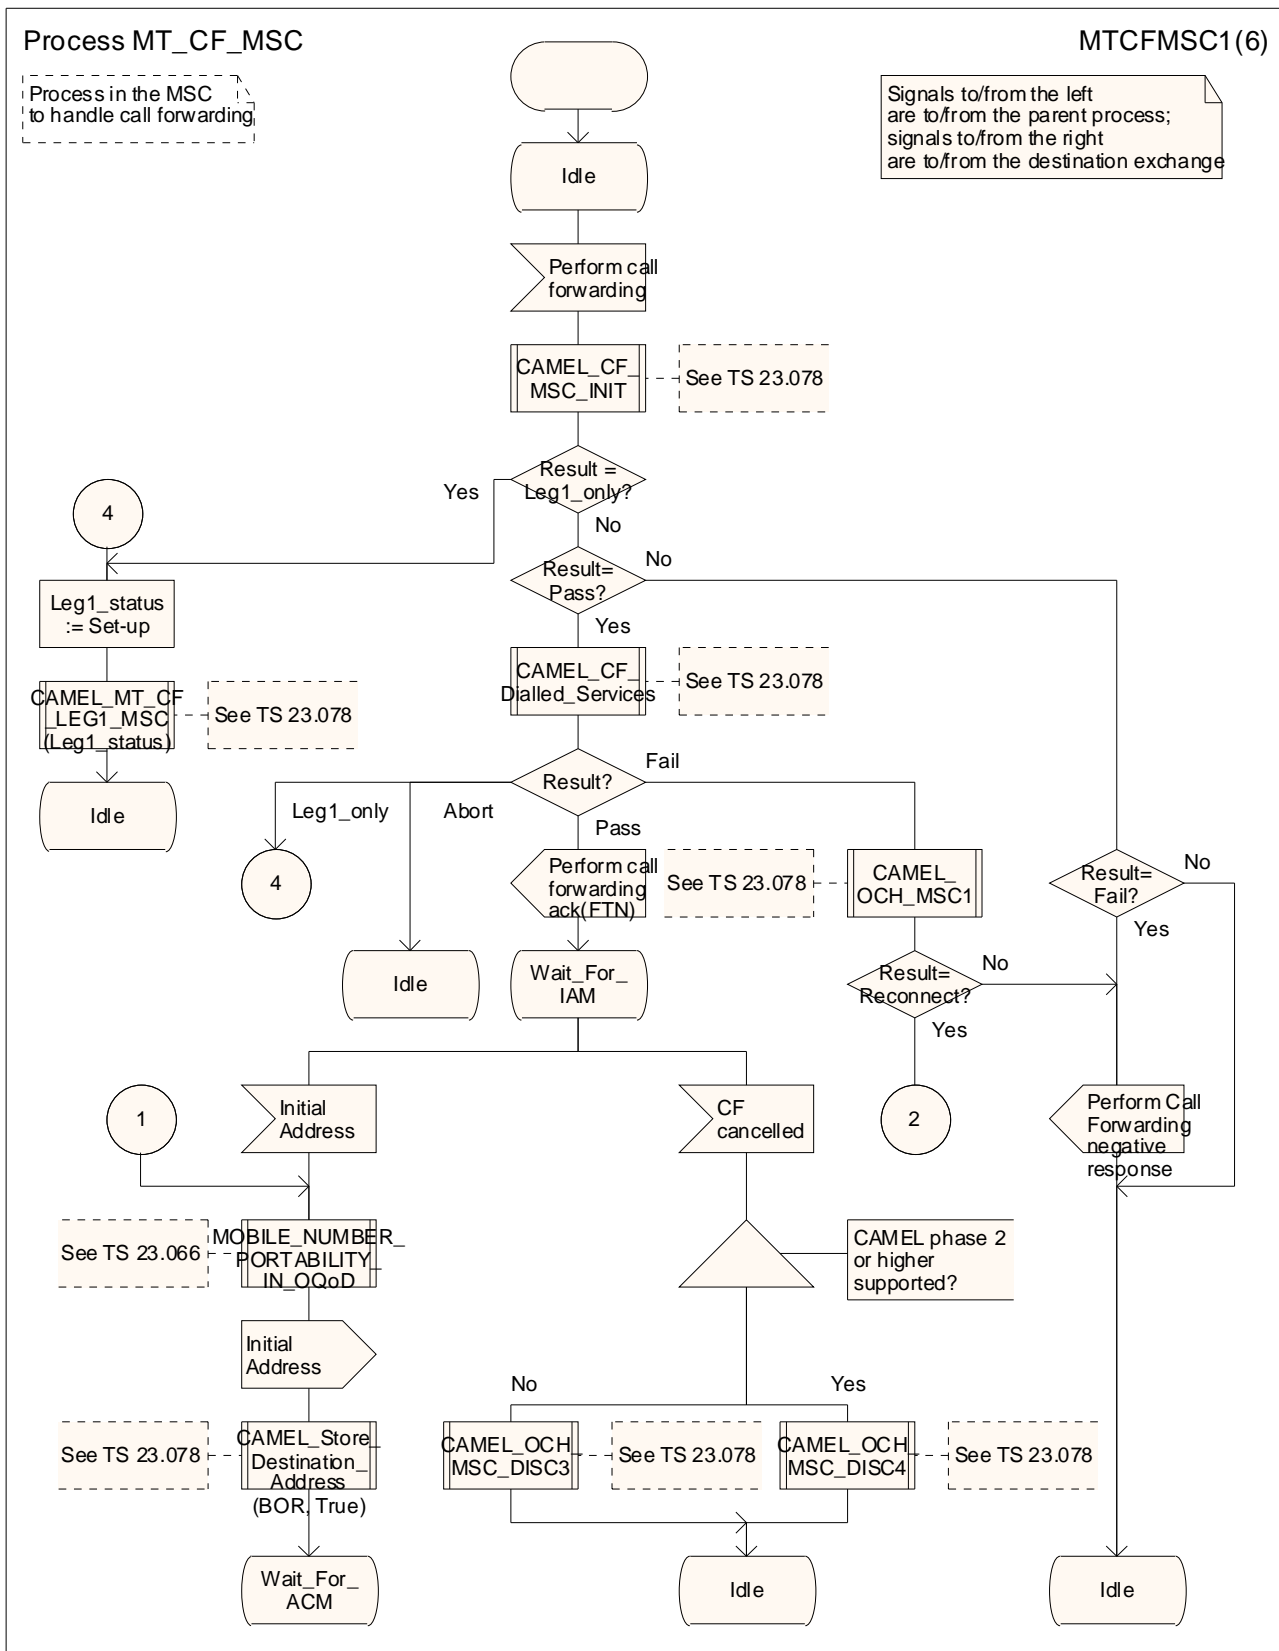 Process MT_CF_MSC
MTCFMSC1(6)
Process in the MSC
to handle call forwarding
Signals to/from the left
are to/from the parent process;
signals to/from the right
are to/from the destination exchange
Idle
Perform call
forwarding
CAMEL_CF_
MSC_INIT
See TS 23.078
Result =
Leg1_only?
Yes
No
4
Result=
Pass?
No
Yes
Leg1_status
:= Set-up
CAMEL_CF_
Dialled_Services
See TS 23.078
CAMEL_MT_CF
_LEG1_MSC
(Leg1_status)
See TS 23.078
Result?
Fail
Leg1_only
Abort
Pass
Idle
4
Perform call
forwarding
ack(FTN)
See TS 23.078
CAMEL_
OCH_MSC1
Result=
Fail?
No
Yes
Idle
Wait_For_
IAM
Result=
Reconnect?
No
Yes
1
Initial
Address
CF
cancelled
2
Perform Call
Forwarding
negative
response
See TS 23.066
MOBILE_NUMBER_
PORTABILITY_
IN_OQoD
CAMEL phase 2
or higher
supported?
Initial
Address
No
Yes
See TS 23.078
CAMEL_Store_
Destination_
Address
(BOR, True)
CAMEL_OCH_
MSC_DISC3
See TS 23.078
CAMEL_OCH_
MSC_DISC4
See TS 23.078
Wait_For_
ACM
Idle
Idle